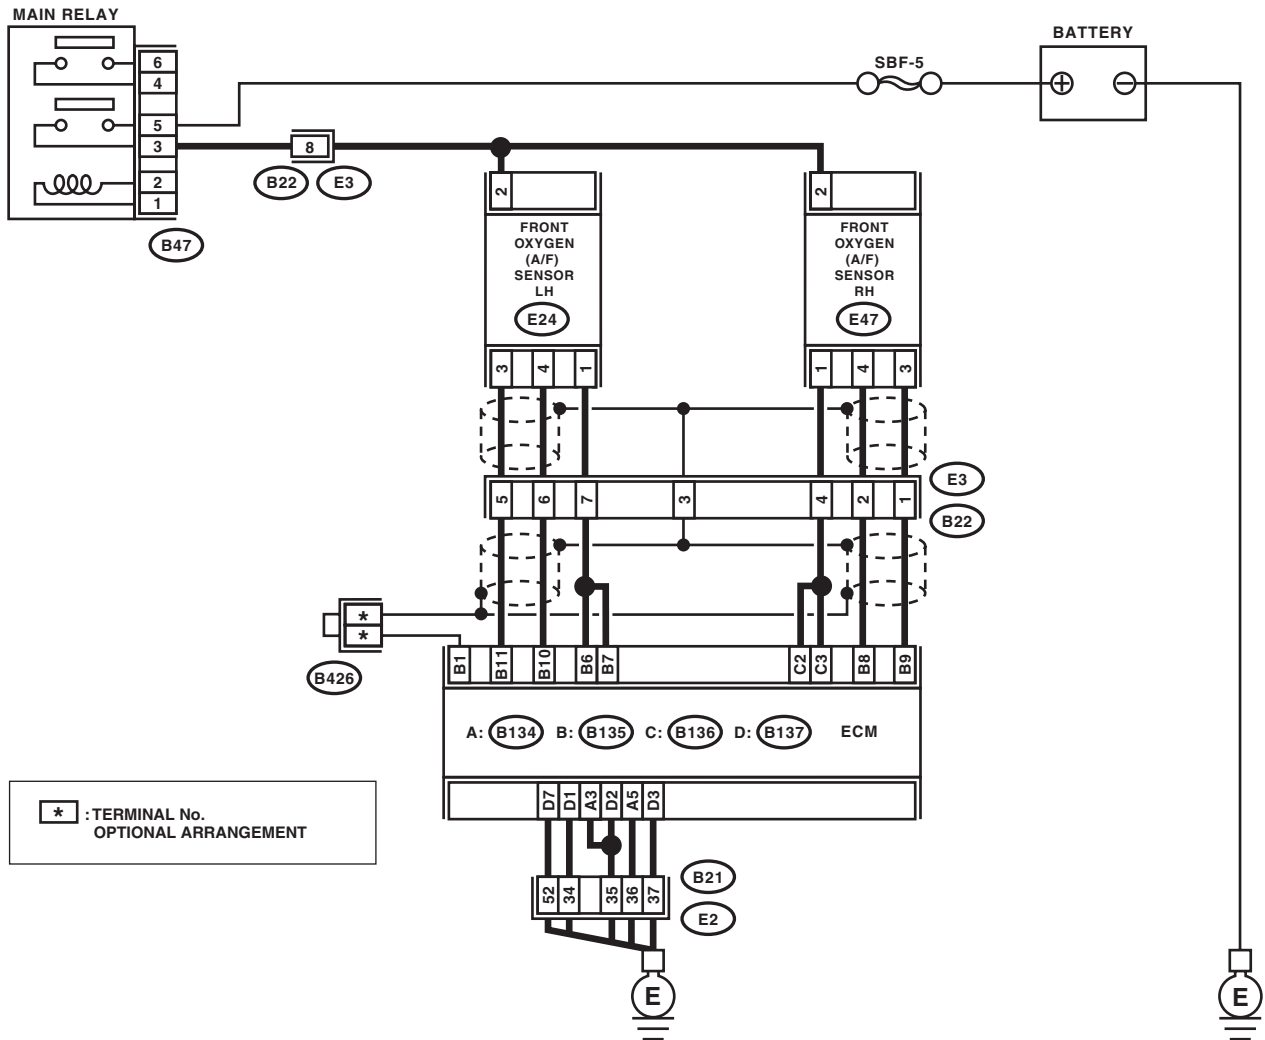 MAIN RELAY
BATTERY
SBF-5
6
4
5
3
2
1
B47
8
B22 E3
2
FRONT
OXYGEN
(A/F)
SENSOR
LH
E24
3 4 1
2
FRONT
OXYGEN
(A/F)
SENSOR
RH
E47
1 4 3
5 6 7 3 4 2 1
E3
B22
*
*
B426
B1 B11 B10 B6 B7 C2 C3 B8 B9
A: B134 B: B135 C: B136 D: B137 ECM
D7 D1 A3 D2 A5 D3
* : TERMINAL No.
OPTIONAL ARRANGEMENT
52 34 35 36 37
B21
E2
E
E